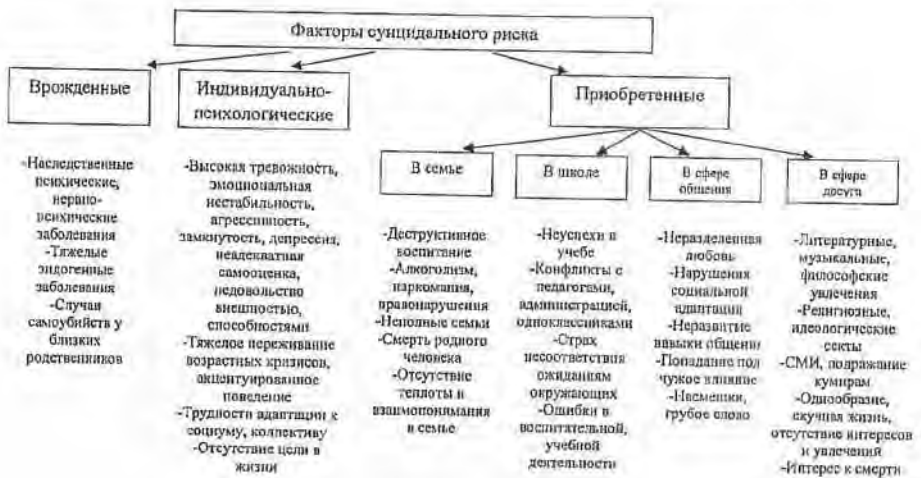 Факторы суицидального риска
Врожденные
-Наследственные
психические,
нервно-
психические
заболевания
-Тяжелые
эндогенные
заболевания
-Случаи
самоубийств у
близких
родственников
Индивидуально-
психологические
-Высокая тревожность,
эмоциональная
нестабильность,
агрессивность,
замкнутость, депрессия,
неадекватная
самооценка,
недовольство
внешностью,
способностями
-Тяжелое переживание
возрастных кризисов,
акцентуированное
поведение
-Трудности адаптации к
социуму, коллективу
-Отсутствие цели в
жизни
Приобретенные
В семье
-Деструктивное
воспитание
-Алкоголизм,
наркомания,
правонарушения
-Неполные семьи
-Смерть родного
человека
-Отсутствие
теплоты и
взаимопонимания
в семье
В школе
-Неуспехи в
учебе
-Конфликты с
педагогами,
администрацией,
одноклассниками
-Страх
несоответствия
ожиданиям
окружающих
-Ошибки в
воспитательной,
учебной
деятельности
В сфере
общения
-Неразделенная
любовь
-Нарушения
социальной
адаптации
-Неразвитые
навыки общени
-Попадание под
чужое влияние
-Насмешки,
грубое слово
В сфере
досуга
-Литературные,
музыкальные,
философские
увлечения
-Религиозные,
идеологические
секты
-СМИ, подражание
кумирам
-Однообразие,
скучная жизнь,
отсутствие интересов
и увлечений
-Интерес к смерти